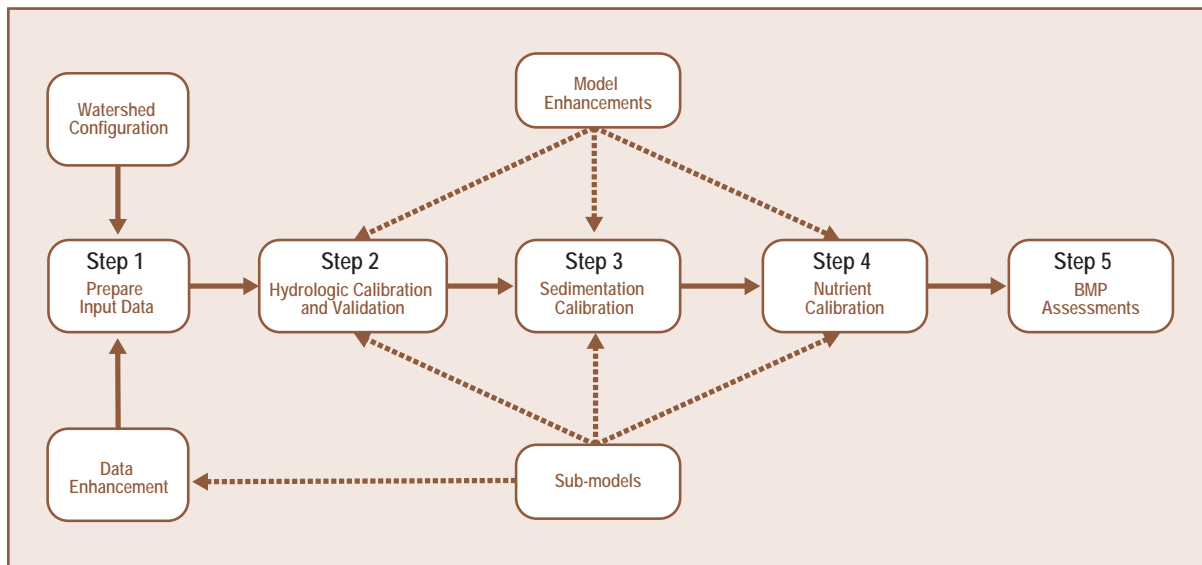 Watershed
Configuration
Model
Enhancements
Step 1
Prepare
Input Data
Step 2
Hydrologic Calibration
and Validation
Step 3
Sedimentation
Calibration
Step 4
Nutrient
Calibration
Step 5
BMP
Assessments
Data
Enhancement
Sub-models